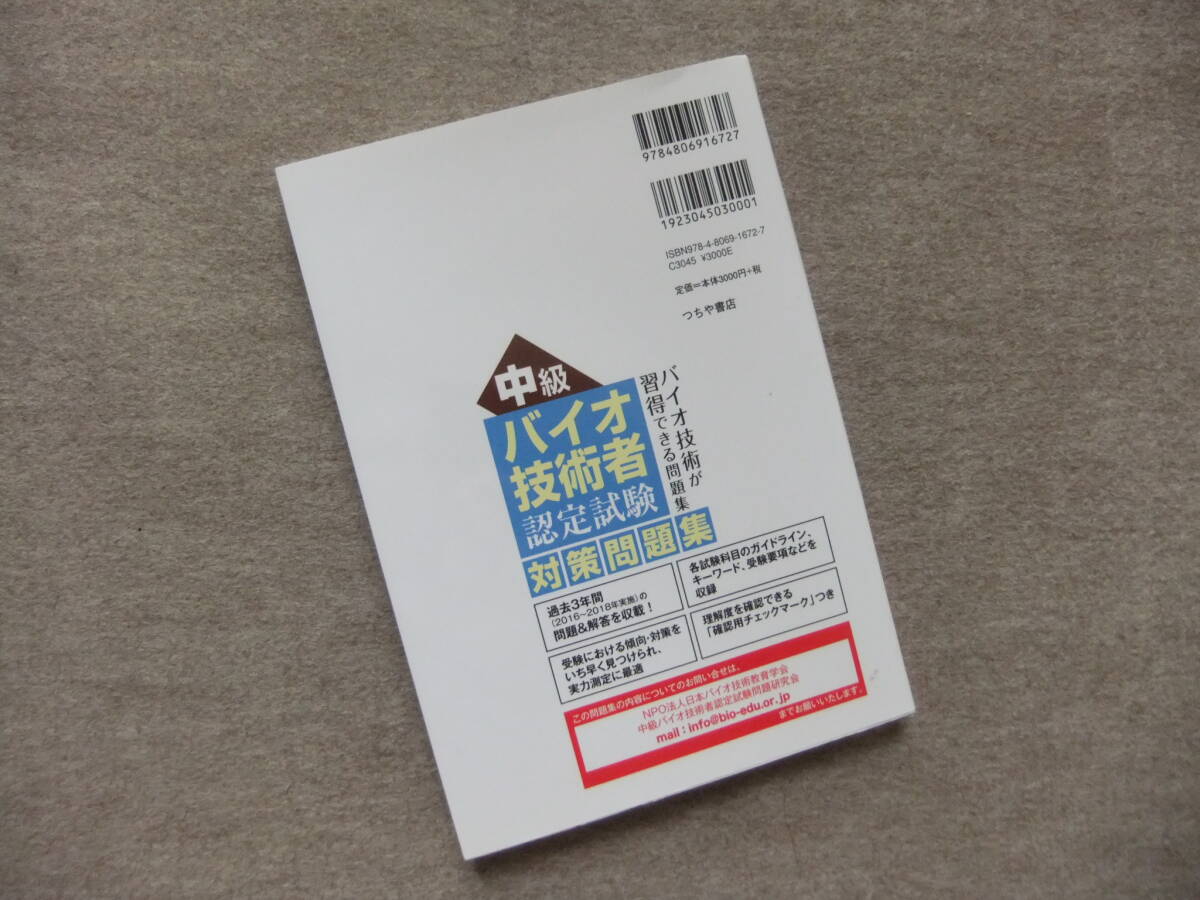 9784806916727
1923045030001
ISBN978-4-8069-1672-7
C3045 ¥3000E
定価=本体3000円+税
つちや書店
バイオ技術が
習得できる問題集
中級
バイオ
技術者
認定試験
対策問題集
過去3年間
(2016～2018年実施)の
問題&解答を収載!
各試験科目のガイドライン、
キーワード、受験要項などを
収録
受験における傾向・対策を
いち早く見つけられ、
実力測定に最適
理解度を確認できる
「確認用チェックマーク」つき
この問題集の内容についてのお問い合せは、
NPO法人日本バイオ技術教育学会
中級バイオ技術者認定試験問題研究会
mail:info@bio-edu.or.jp
までお願いいたします。